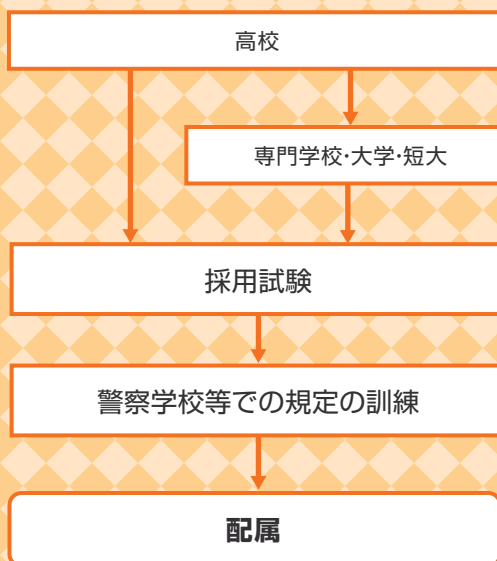 高校
専門学校・大学・短大
採用試験
警察学校等での規定の訓練
配属